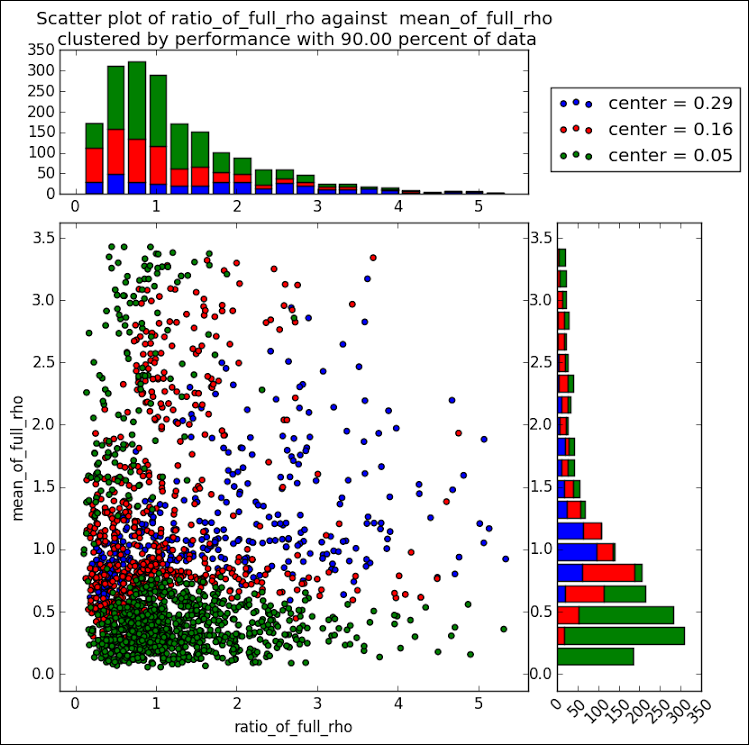 Scatter plot of ratio_of_full_rho against  mean_of_full_rho
clustered by performance with 90.00 percent of data
350
300
250
200
150
100
50
0
0 1 2 3 4 5
center = 0.29
center = 0.16
center = 0.05
mean_of_full_rho
3.5
3.0
2.5
2.0
1.5
1.0
0.5
0.0
0 1 2 3 4 5
ratio_of_full_rho
3.5
3.0
2.5
2.0
1.5
1.0
0.5
0.0
0 50 100 150 200 250 300 350